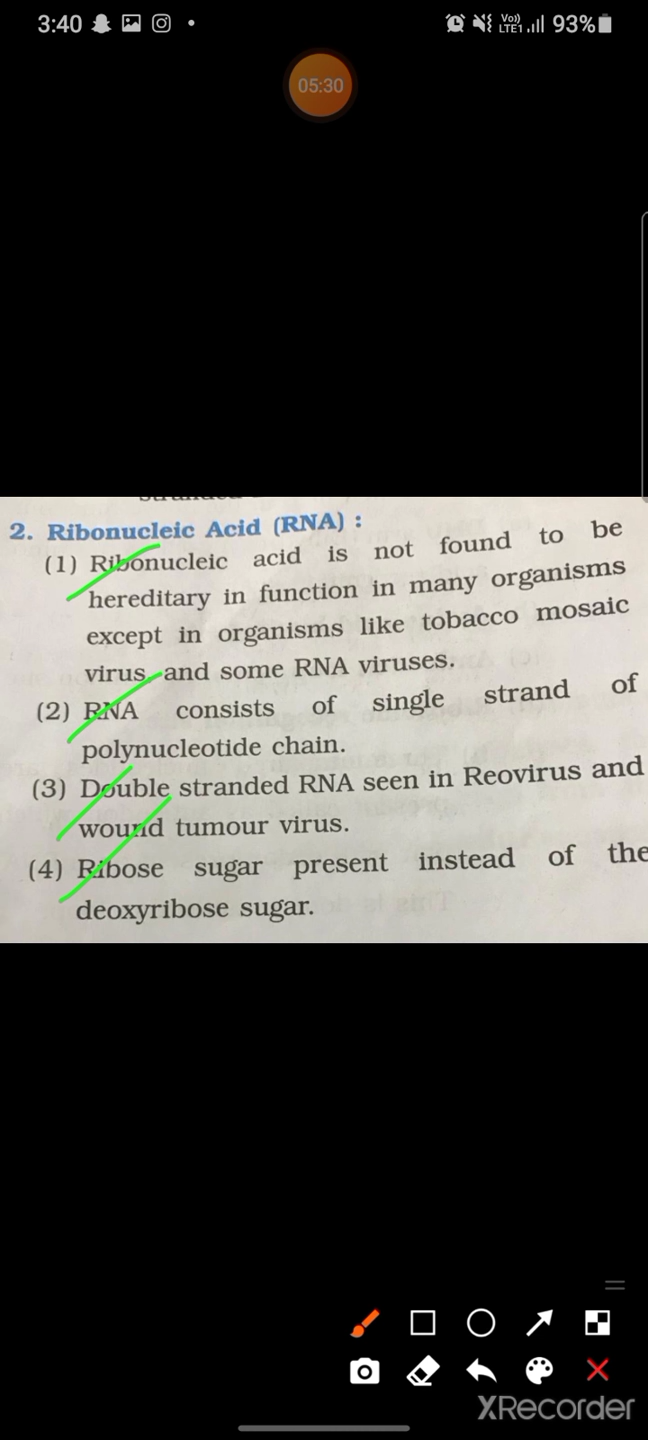 3:40
Vo))
LTE1
93%
05:30
2. Ribonucleic Acid (RNA) :
(1) Ribonucleic acid is not found to be
hereditary in function in many organisms
except in organisms like tobacco mosaic
virus and some RNA viruses.
(2) RNA consists of single strand of
polynucleotide chain.
(3) Double stranded RNA seen in Reovirus and
wound tumour virus.
(4) Ribose sugar present instead of the
deoxyribose sugar.
XRecorder